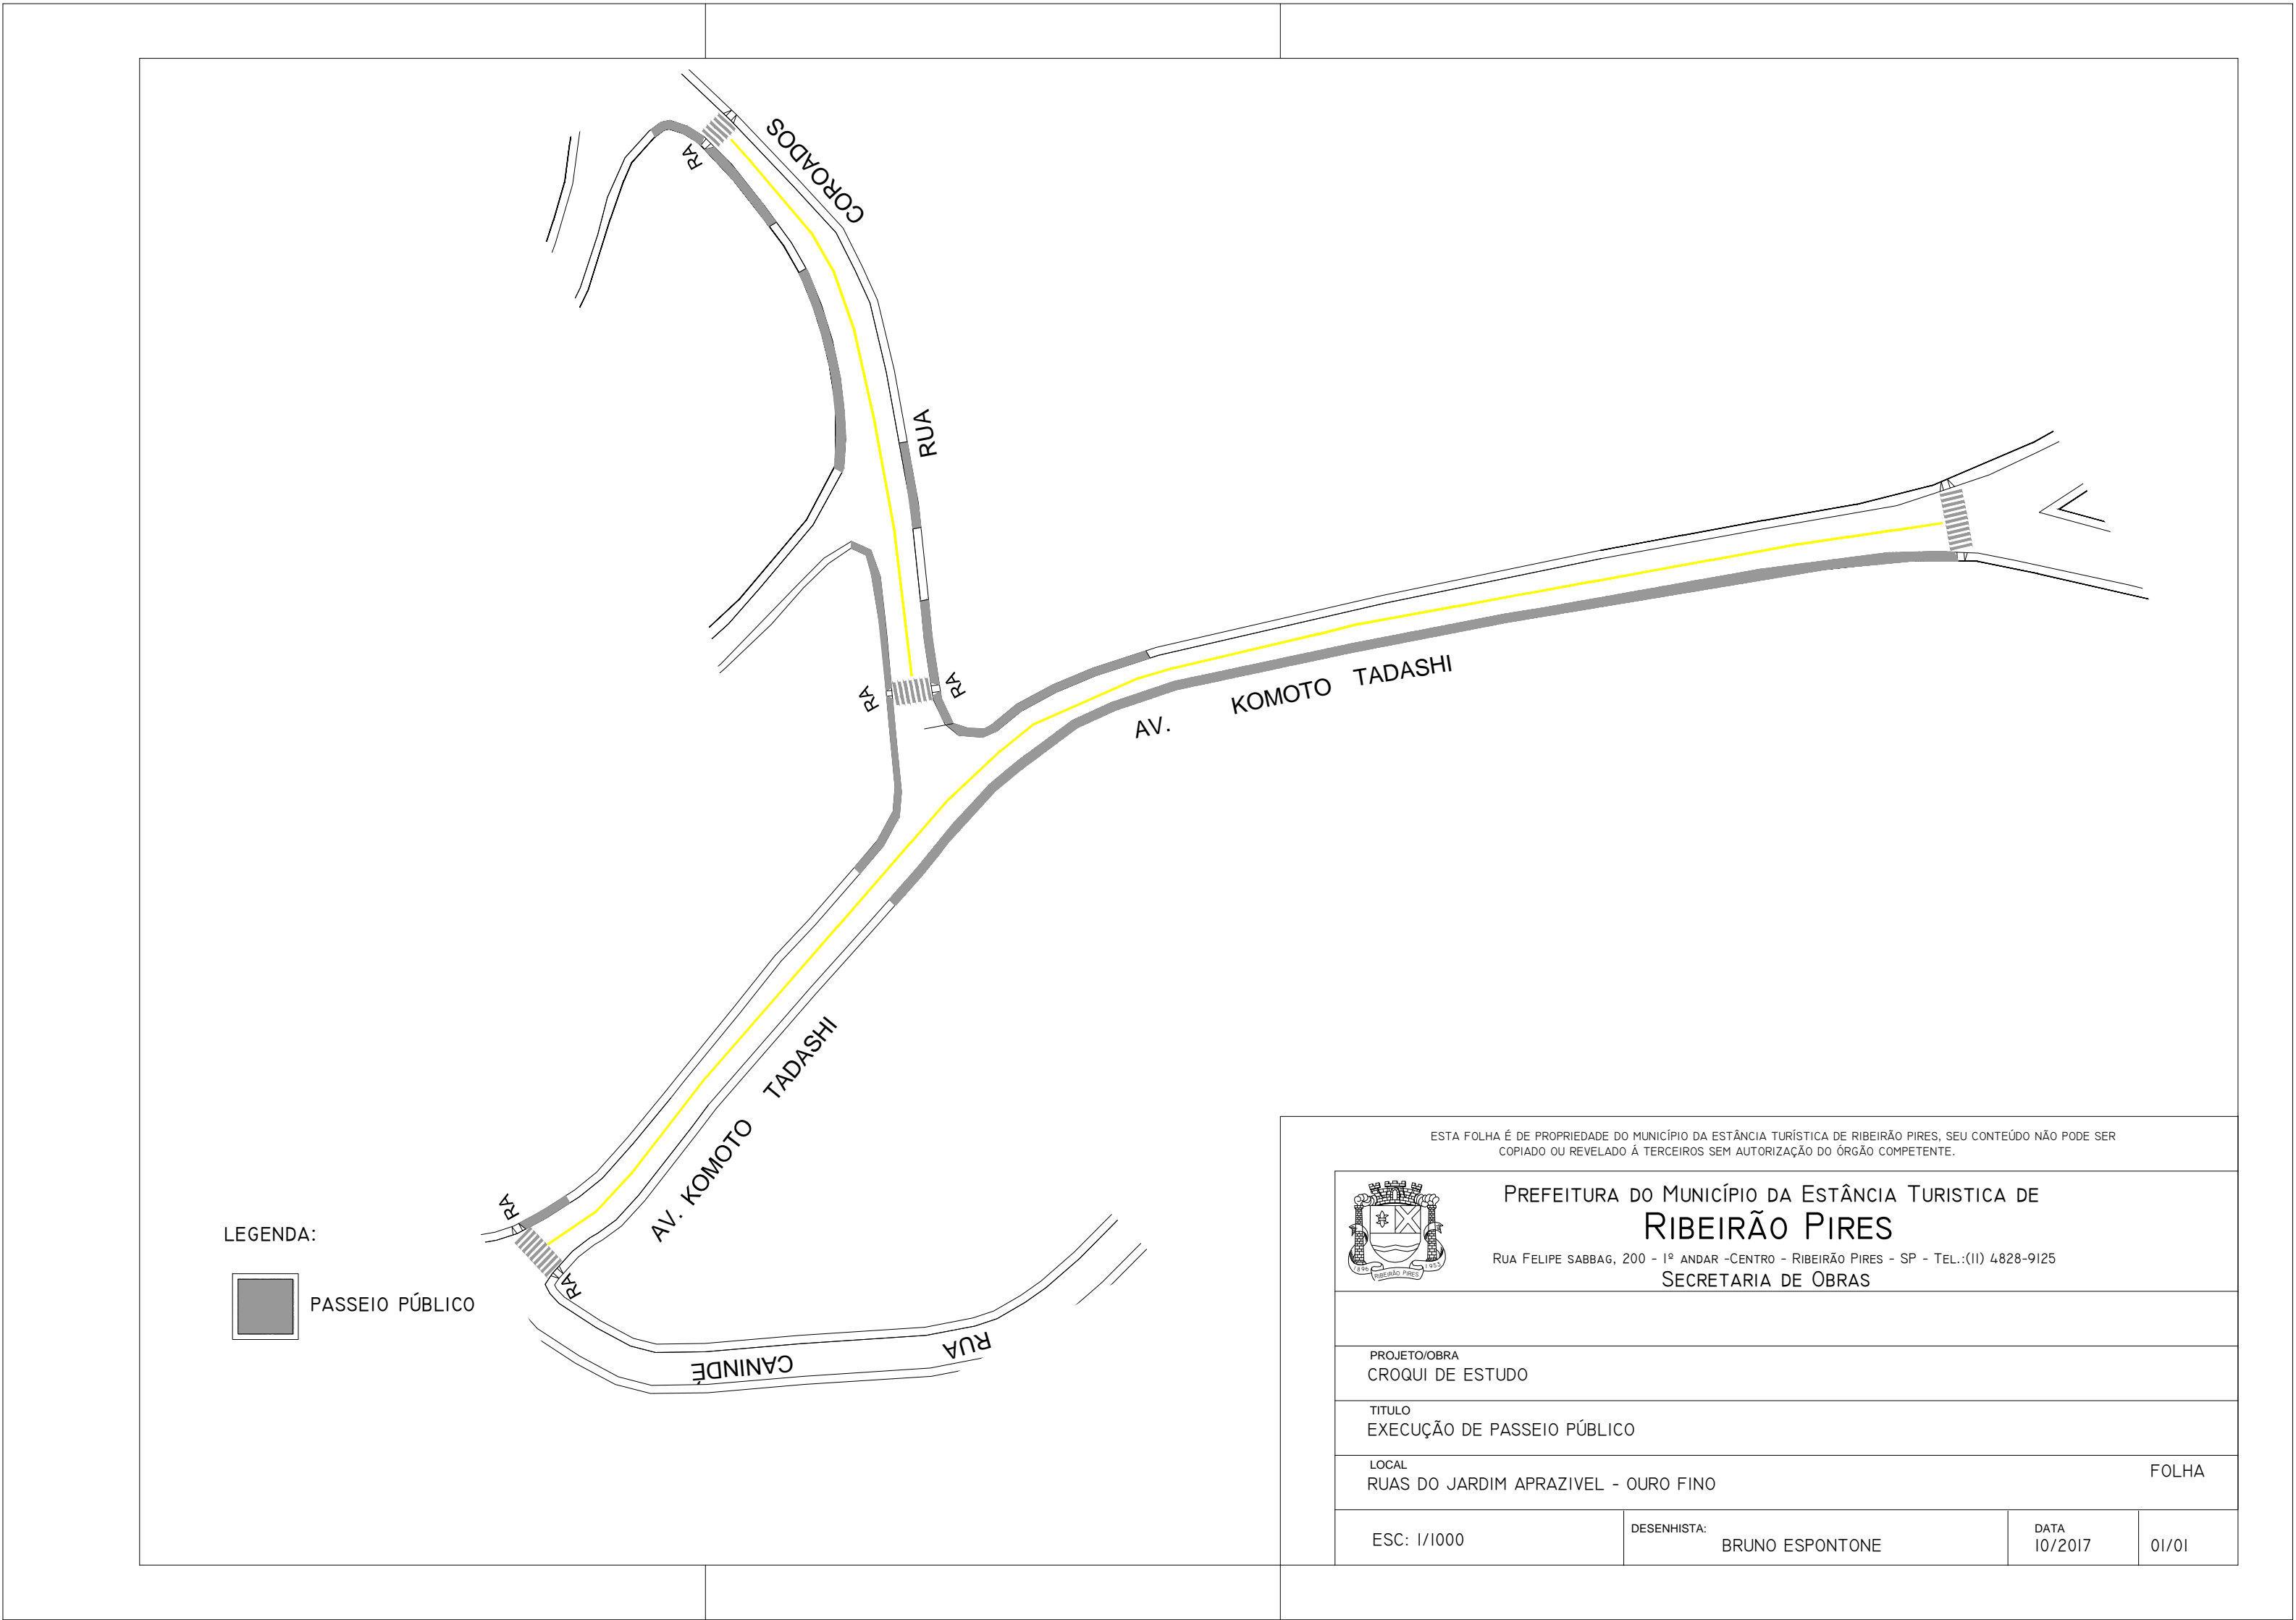 COROADOS
RA
RUA
RA
RA
AV. KOMOTO TADASHI
AV. KOMOTO TADASHI
RA
RA
LEGENDA:
PASSEIO PÚBLICO
CANINDÉ
RUA
ESTA FOLHA É DE PROPRIEDADE DO MUNICÍPIO DA ESTÂNCIA TURÍSTICA DE RIBEIRÃO PIRES, SEU CONTEÚDO NÃO PODE SER
COPIADO OU REVELADO Á TERCEIROS SEM AUTORIZAÇÃO DO ÓRGÃO COMPETENTE.
1896 RIBEIRÃO PIRES 1953
PREFEITURA DO MUNICÍPIO DA ESTÂNCIA TURISTICA DE
RIBEIRÃO PIRES
RUA FELIPE SABBAG, 200 - 1º ANDAR -CENTRO - RIBEIRÃO PIRES - SP - TEL.:(11) 4828-9125
SECRETARIA DE OBRAS
PROJETO/OBRA
CROQUI DE ESTUDO
TITULO
EXECUÇÃO DE PASSEIO PÚBLICO
LOCAL
RUAS DO JARDIM APRAZIVEL - OURO FINO
FOLHA
ESC: 1/1000
DESENHISTA:
BRUNO ESPONTONE
DATA
10/2017
01/01